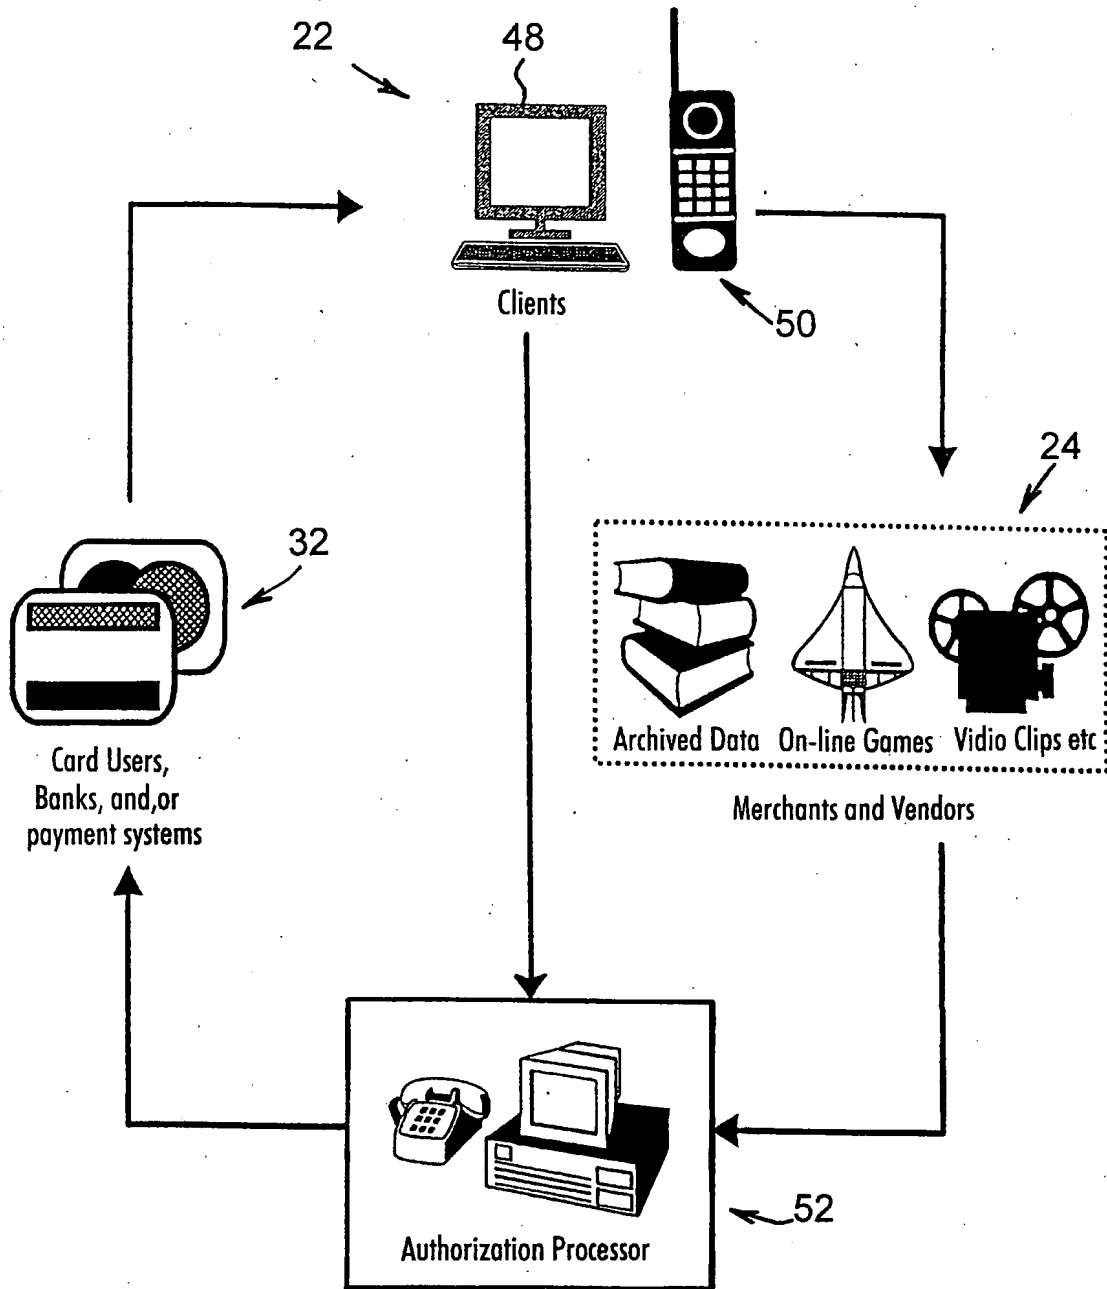 22
48
Clients
50
24
32
Archived Data
On-line Games
Vidio Clips etc
Card Users,
Banks, and,or
payment systems
Merchants and Vendors
52
Authorization Processor